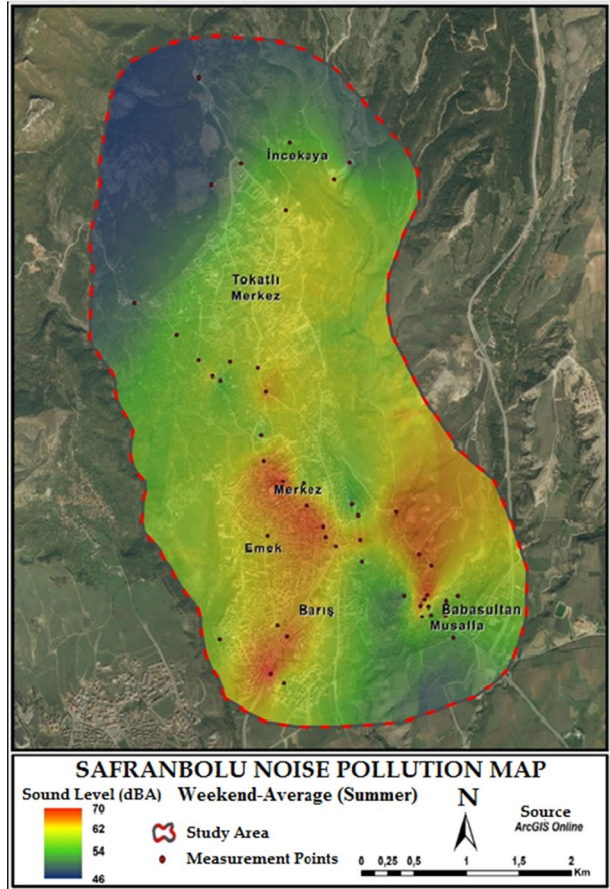 İncekaya
Tokatlı
Merkez
Merkez
Emek
Barış
Babasultan
Musalla
SAFRANBOLU NOISE POLLUTION MAP
Sound Level (dBA) Weekend-Average (Summer) N
70
62
54
46
Study Area
Measurement Points
Source
ArcGIS Online
0 0,25 0,5 1 1,5 2
Km